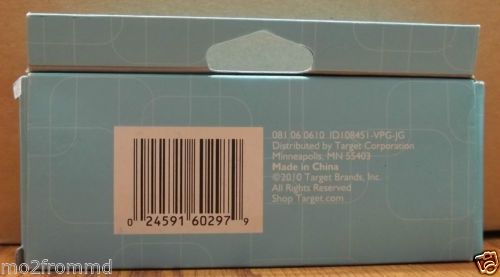 081 06 0610 ID108451-VPG-JG
Distributed by Target Corporation
Minneapolis, MN 55403
Made in China
©2010 Target Brands, Inc.
All Rights Reserved
Shop Target.com
0 24591 60297 9
mo2frommd